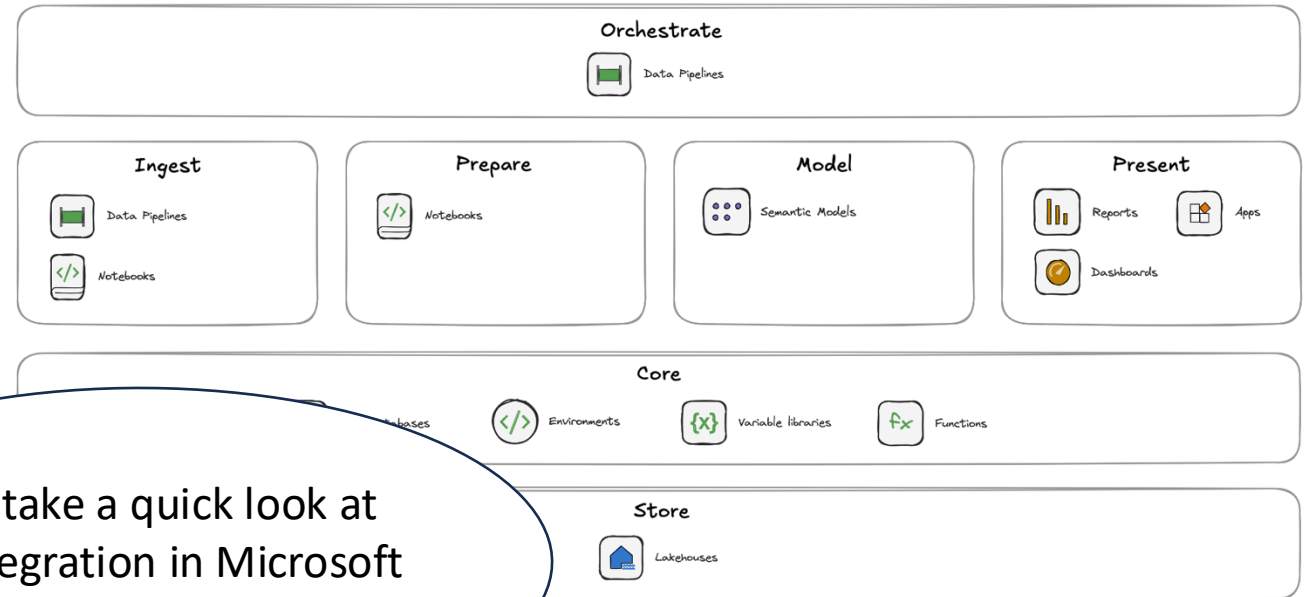 Orchestrate
Data Pipelines
Ingest
Data Pipelines
Notebooks
Prepare
</> Notebooks
Model
Semantic Models
Present
Reports
Apps
Dashboards
Core
</> Environments
{x} Variable libraries
fx Functions
Store
Lakehouses
take a quick look at
in Microsoft